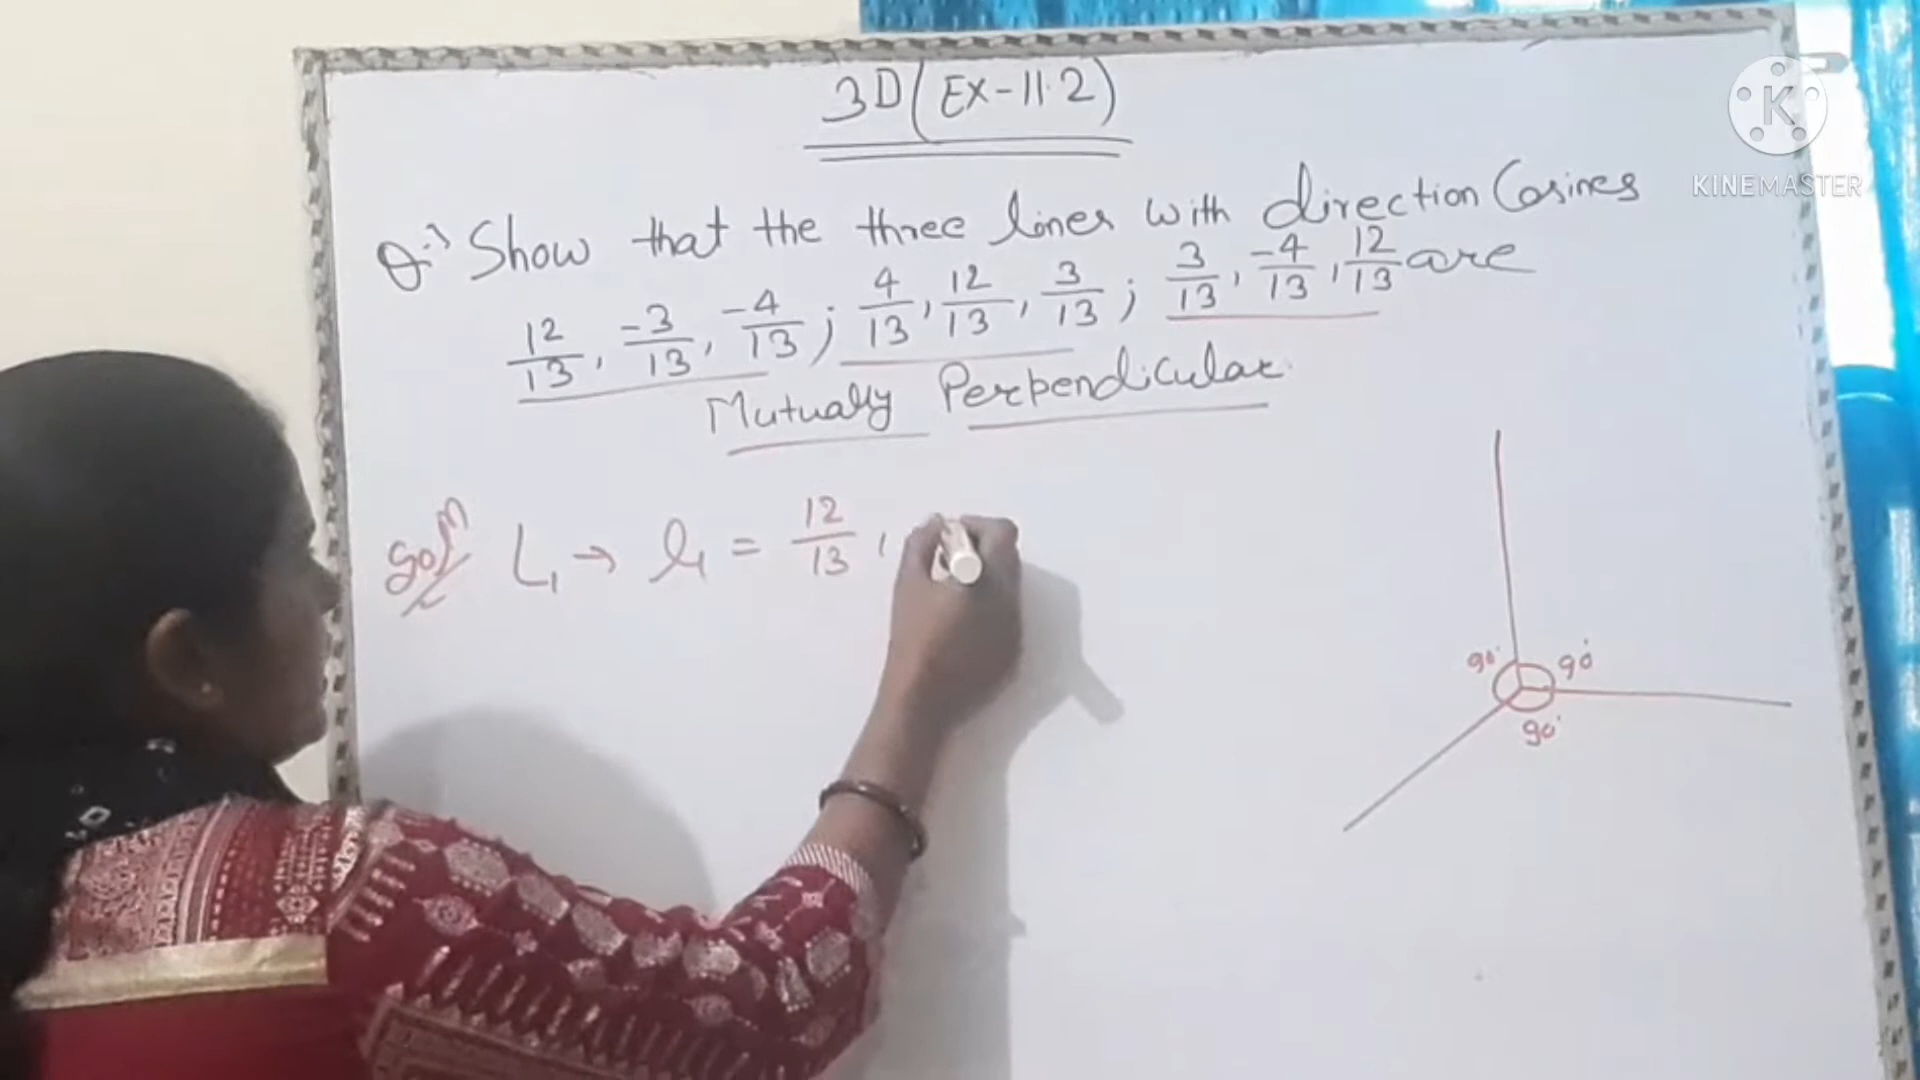 3D (EX-11.2)
Q:-) Show that the three lines with direction Cosines
12/13, -3/13, -4/13; 4/13, 12/13, 3/13; 3/13, -4/13, 12/13 are
Mutually Perpendicular.
Solⁿ L₁ → l₁ = 12/13,
90° 90°
90°
KINEMASTER